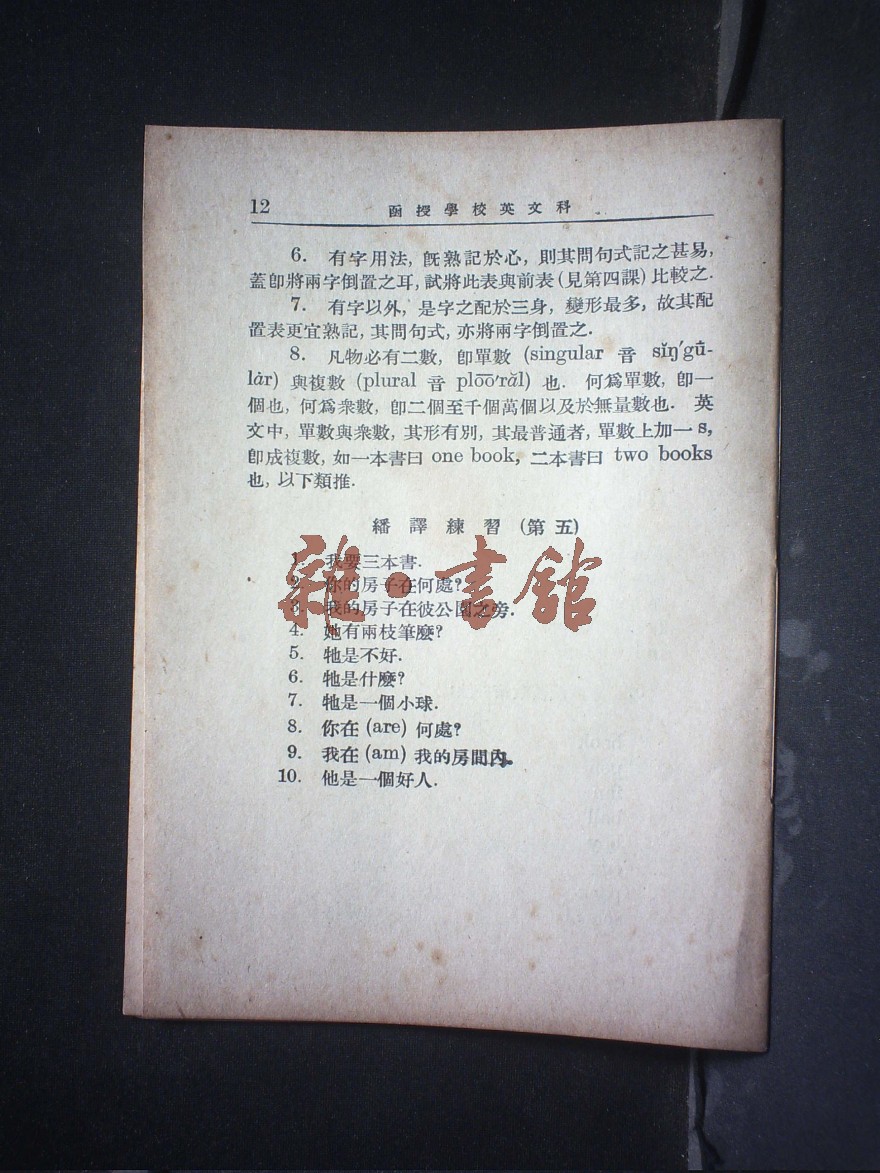 12
函授學校英文科
6. 有字用法, 旣熟記於心, 則其問句式記之甚易,
蓋卽將兩字倒置之耳, 試將此表與前表 (見第四課) 比較之.
7. 有字以外, 是字之配於三身, 變形最多, 故其配
置表更宜熟記, 其問句式, 亦將兩字倒置之.
8. 凡物必有二數, 卽單數 (singular 音 sĭŋ′gū-
lȧr) 與複數 (plural 音 plo͞o′răl) 也. 何爲單數, 卽一
個也, 何爲衆數, 卽二個至千個萬個以及於無量數也. 英
文中, 單數與衆數, 其形有別, 其最普通者, 單數上加一 s,
卽成複數, 如一本書曰 one book, 二本書曰 two books
也, 以下類推.
繙譯練習 (第五)
1. 我要三本書.
2. 你的房子在何處?
3. 我的房子在彼公園之旁.
4. 她有兩枝筆麽?
5. 牠是不好.
6. 牠是什麽?
7. 牠是一個小球.
8. 你在 (are) 何處?
9. 我在 (am) 我的房間內.
10. 他是一個好人.
雜·書館